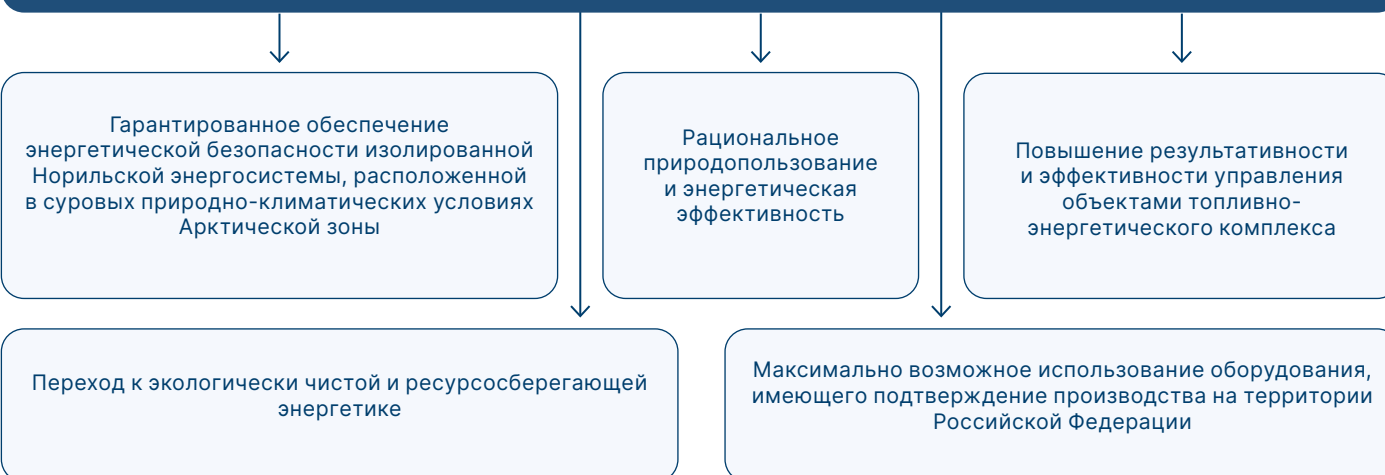 Гарантированное обеспечение
энергетической безопасности изолированной
Норильской энергосистемы, расположенной
в суровых природно-климатических условиях
Арктической зоны
Рациональное
природопользование
и энергетическая
эффективность
Повышение результативности
и эффективности управления
объектами топливно-
энергетического комплекса
Переход к экологически чистой и ресурсосберегающей
энергетике
Максимально возможное использование оборудования,
имеющего подтверждение производства на территории
Российской Федерации